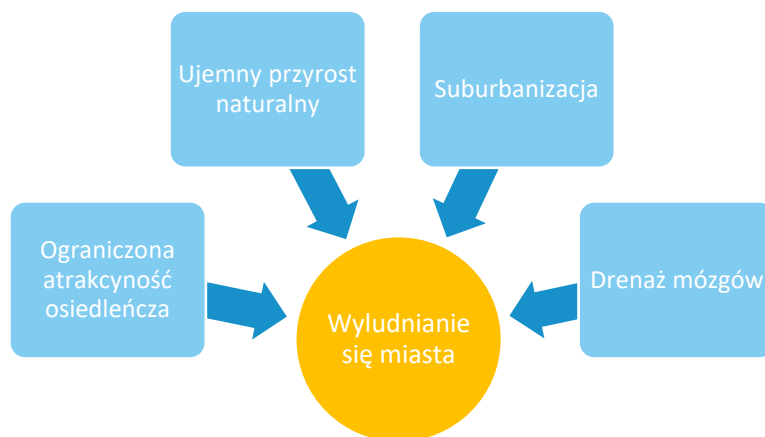 Ujemny przyrost
naturalny
Suburbanizacja
Ograniczona
atrakcyność
osiedleńcza
Drenaż mózgów
Wyludnianie
się miasta